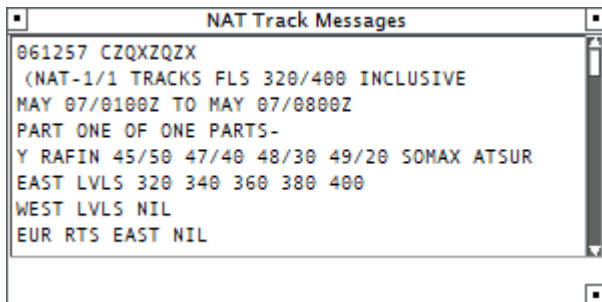 NAT Track Messages
061257 CZQXZQZX
(NAT-1/1 TRACKS FLS 320/400 INCLUSIVE
MAY 07/0100Z TO MAY 07/0800Z
PART ONE OF ONE PARTS-
Y RAFIN 45/50 47/40 48/30 49/20 SOMAX ATSUR
EAST LVLS 320 340 360 380 400
WEST LVLS NIL
EUR RTS EAST NIL